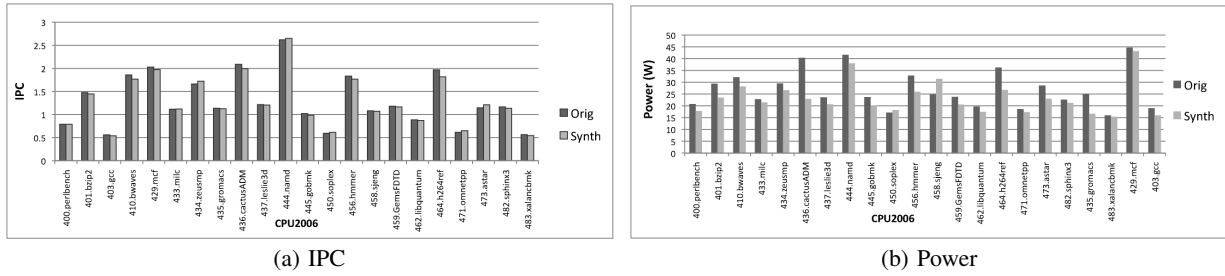 3
2.5
2
1.5
1
0.5
0
IPC
400.perlbench
401.bzip2
403.gcc
410.bwaves
429.mcf
433.milc
434.zeusmp
435.gromacs
436.cactusADM
437.leslie3d
444.namd
445.gobmk
450.soplex
456.hmmer
458.sjeng
459.GemsFDTD
462.libquantum
464.h264ref
471.omnetpp
473.astar
482.sphinx3
483.xalancbmk
CPU2006
Orig
Synth
(a) IPC
50
45
40
35
30
25
20
15
10
5
0
Power (W)
400.perlbench
401.bzip2
410.bwaves
433.milc
434.zeusmp
436.cactusADM
437.leslie3d
444.namd
445.gobmk
450.soplex
456.hmmer
458.sjeng
459.GemsFDTD
462.libquantum
464.h264ref
471.omnetpp
473.astar
482.sphinx3
435.gromacs
483.xalancbmk
429.mcf
403.gcc
CPU2006
Orig
Synth
(b) Power